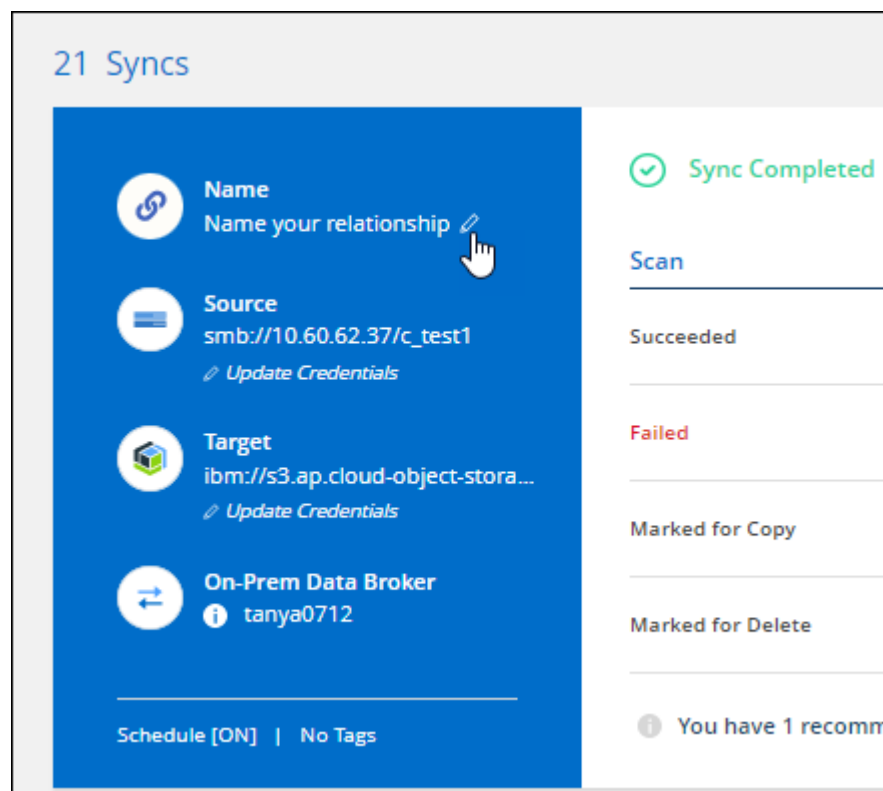 21 Syncs
Name
Name your relationship
Source
smb://10.60.62.37/c_test1
Update Credentials
Target
ibm://s3.ap.cloud-object-stora...
Update Credentials
On-Prem Data Broker
tanya0712
Schedule [ON] | No Tags
Sync Completed
Scan
Succeeded
Failed
Marked for Copy
Marked for Delete
You have 1